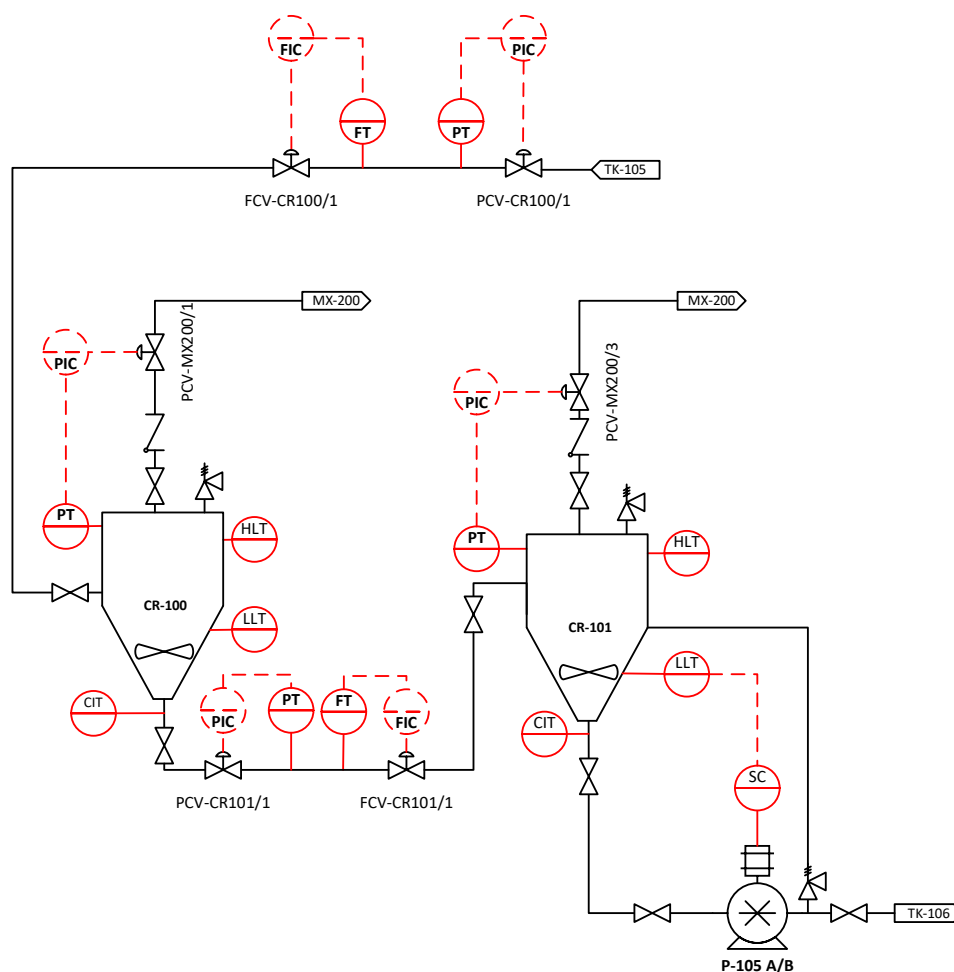 FIC
PIC
FT
PT
TK-105
FCV-CR100/1
PCV-CR100/1
MX-200
MX-200
PCV-MX200/1
PCV-MX200/3
PIC
PIC
PT
HLT
PT
HLT
CR-100
CR-101
LLT
LLT
CIT
PIC
PT
FT
FIC
CIT
SC
PCV-CR101/1
FCV-CR101/1
TK-106
P-105 A/B